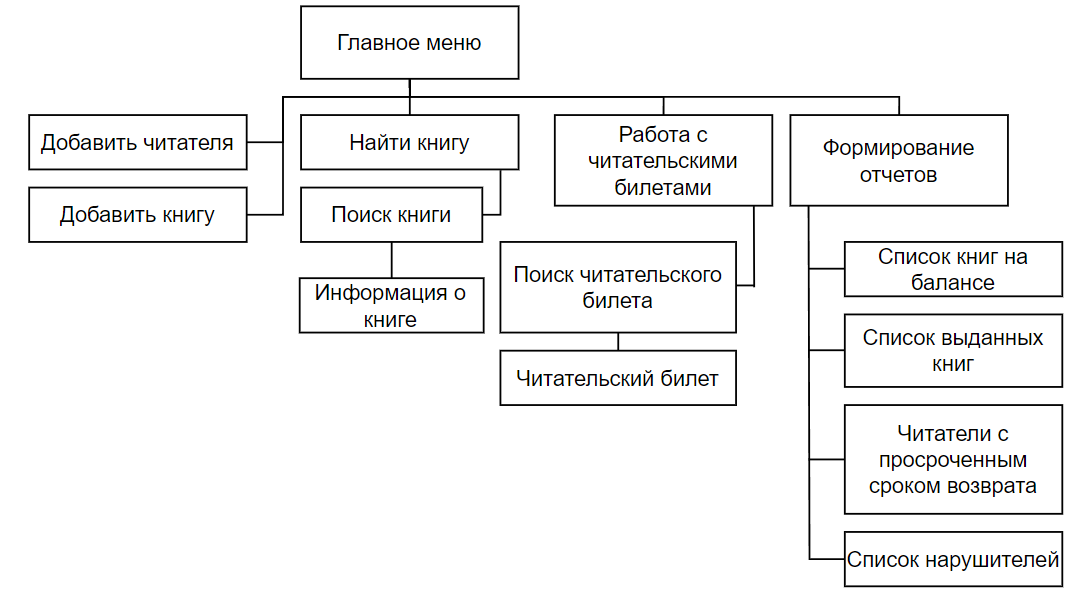 Главное меню
Добавить читателя
Добавить книгу
Найти книгу
Поиск книги
Информация о
книге
Работа с
читательскими
билетами
Поиск читательского
билета
Читательский билет
Формирование
отчетов
Список книг на
балансе
Список выданных
книг
Читатели с
просроченным
сроком возврата
Список нарушителей